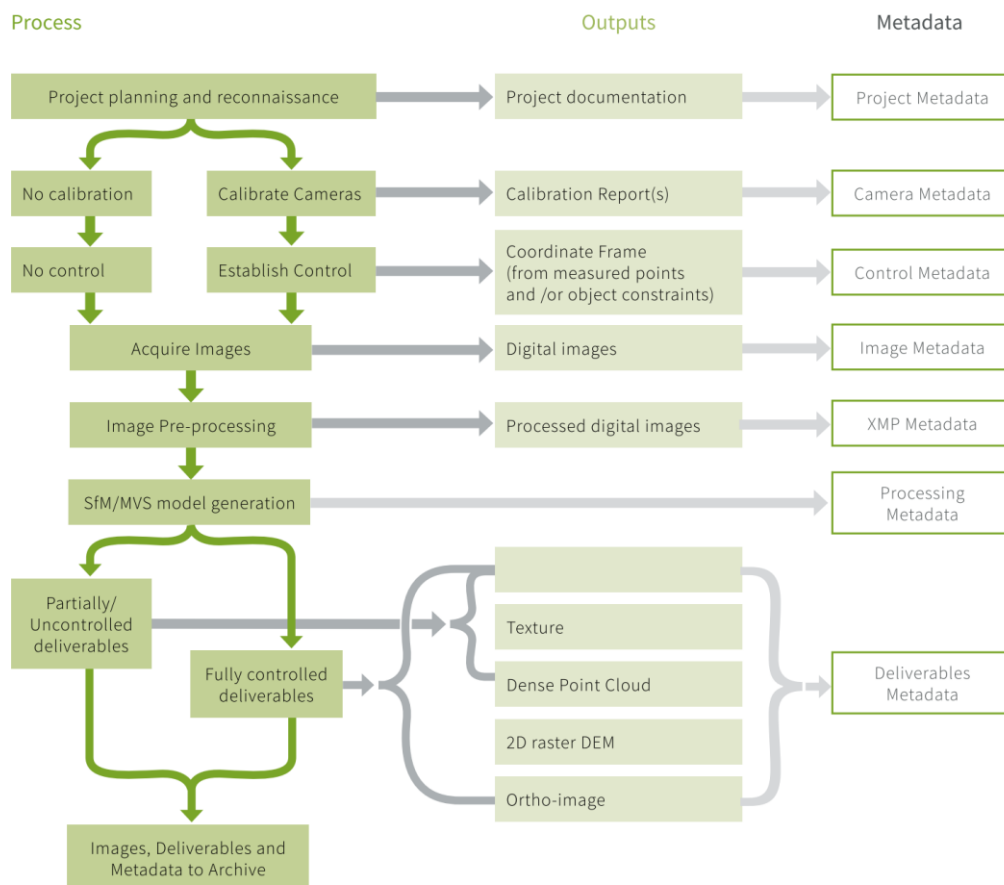 Process
Outputs
Metadata
Project planning and reconnaissance
Project documentation
Project Metadata
No calibration
Calibrate Cameras
Calibration Report(s)
Camera Metadata
No control
Establish Control
Coordinate Frame
(from measured points
and /or object constraints)
Control Metadata
Acquire Images
Digital images
Image Metadata
Image Pre-processing
Processed digital images
XMP Metadata
SfM/MVS model generation
Processing
Metadata
Partially/
Uncontrolled
deliverables
Texture
Fully controlled
deliverables
Dense Point Cloud
Deliverables
Metadata
2D raster DEM
Ortho-image
Images, Deliverables and
Metadata to Archive